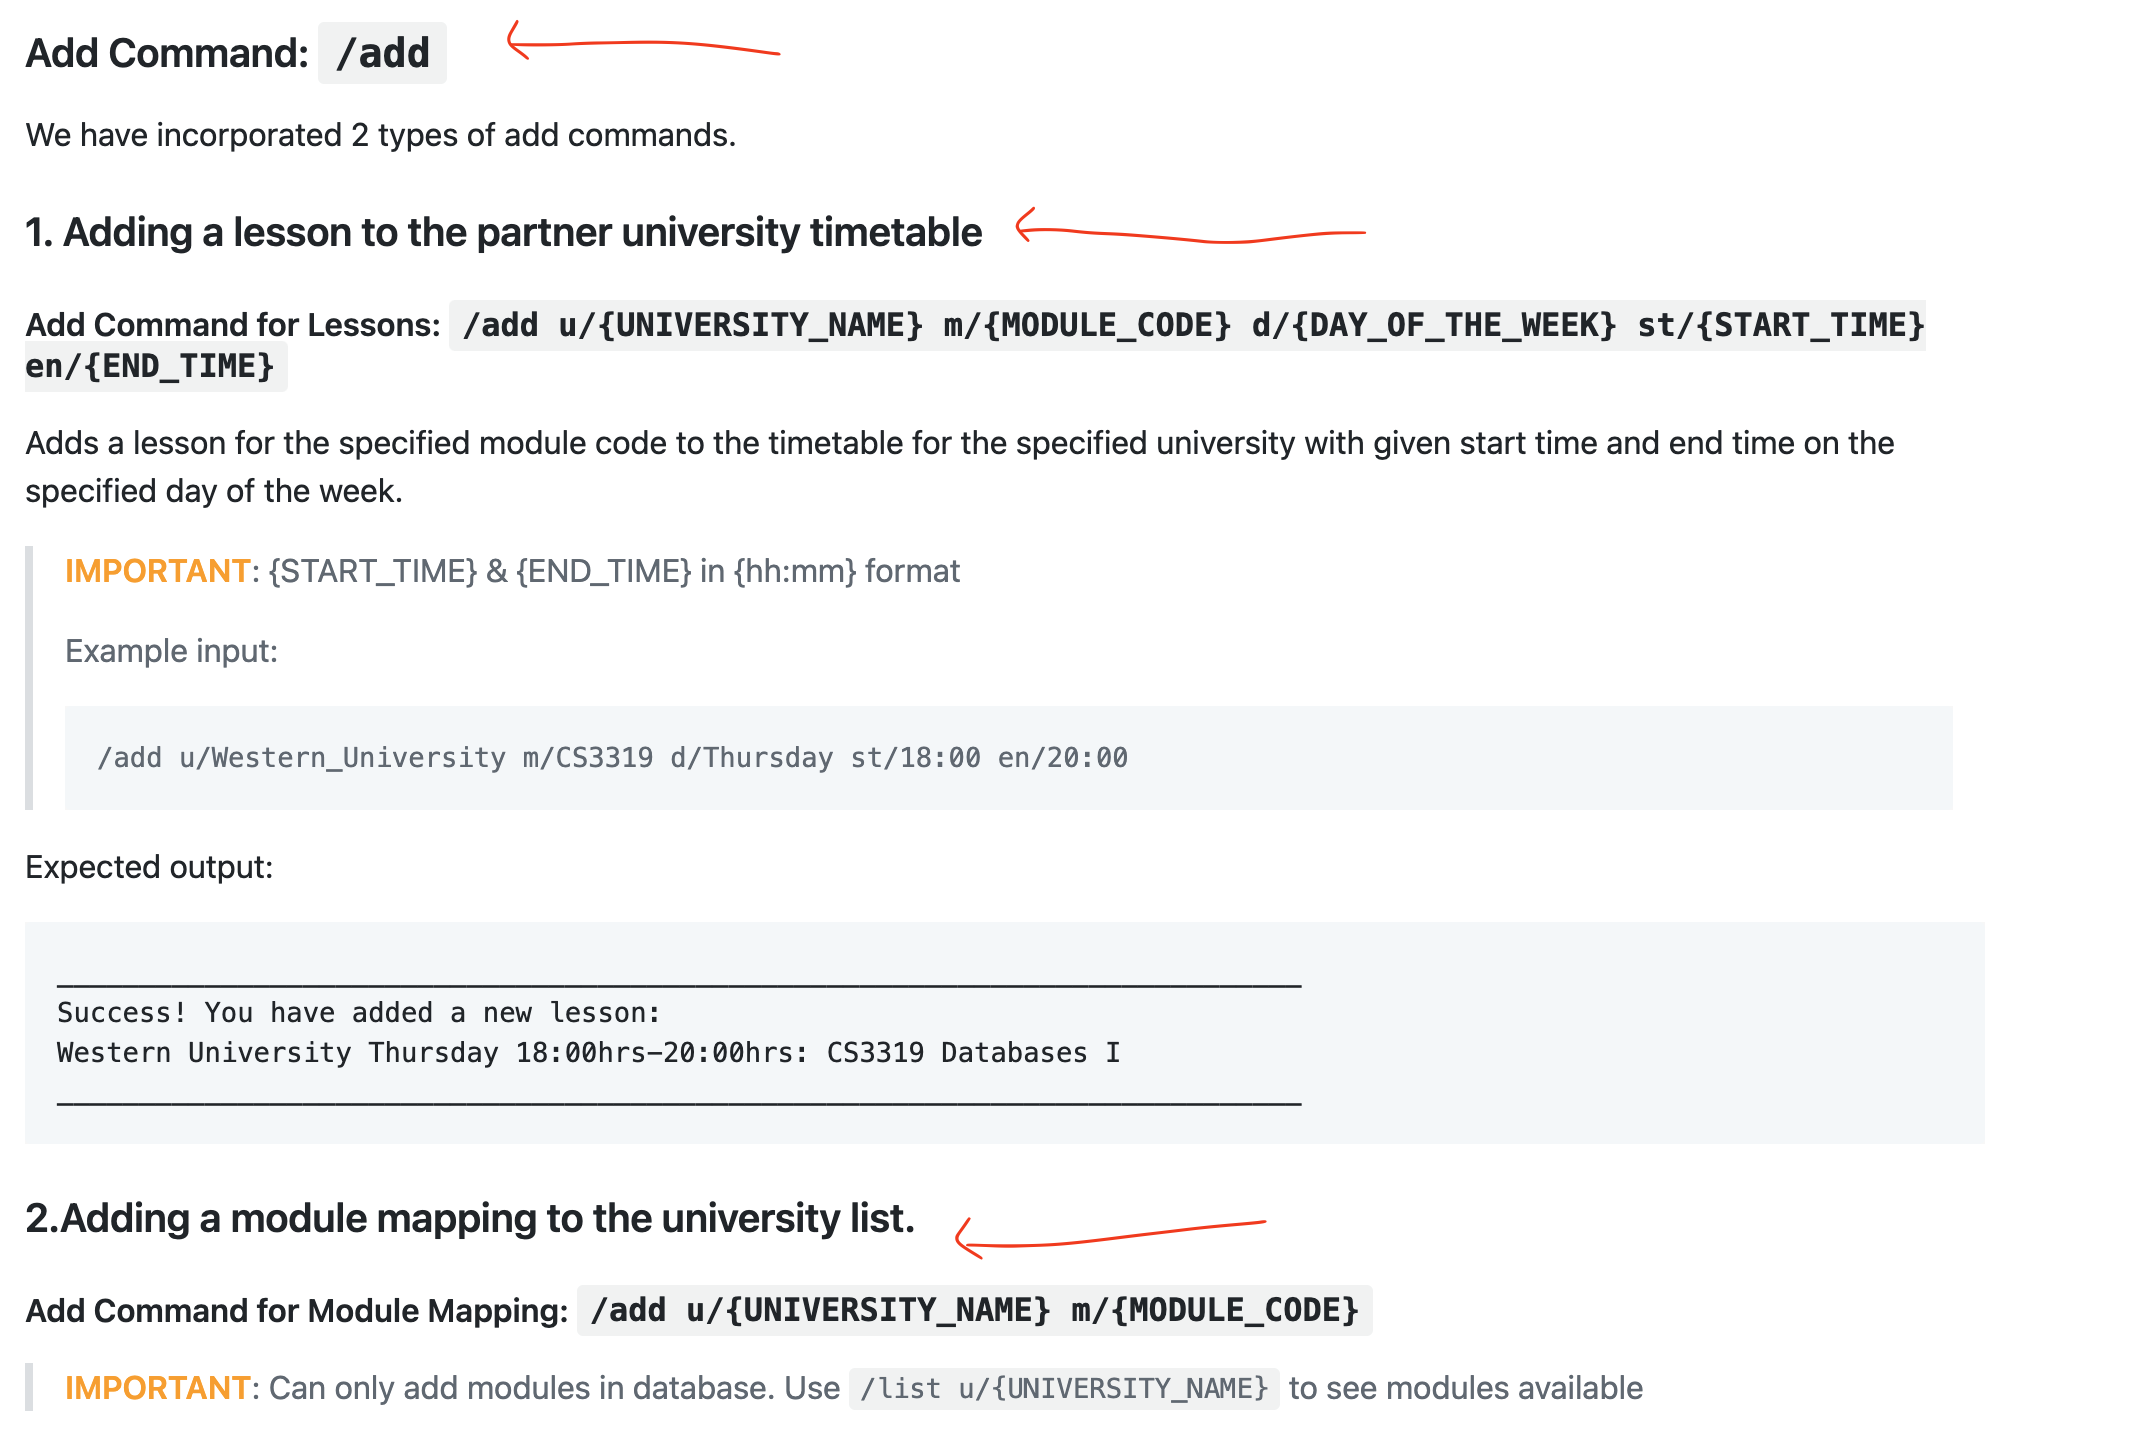 Add Command: /add
We have incorporated 2 types of add commands.
1. Adding a lesson to the partner university timetable
Add Command for Lessons: /add u/{UNIVERSITY_NAME} m/{MODULE_CODE} d/{DAY_OF_THE_WEEK} st/{START_TIME}
en/{END_TIME}
Adds a lesson for the specified module code to the timetable for the specified university with given start time and end time on the
specified day of the week.
IMPORTANT: {START_TIME} & {END_TIME} in {hh:mm} format
Example input:
/add u/Western_University m/CS3319 d/Thursday st/18:00 en/20:00
Expected output:
____________________________________________________________________________
Success! You have added a new lesson:
Western University Thursday 18:00hrs-20:00hrs: CS3319 Databases I
____________________________________________________________________________
2.Adding a module mapping to the university list.
Add Command for Module Mapping: /add u/{UNIVERSITY_NAME} m/{MODULE_CODE}
IMPORTANT: Can only add modules in database. Use /list u/{UNIVERSITY_NAME} to see modules available